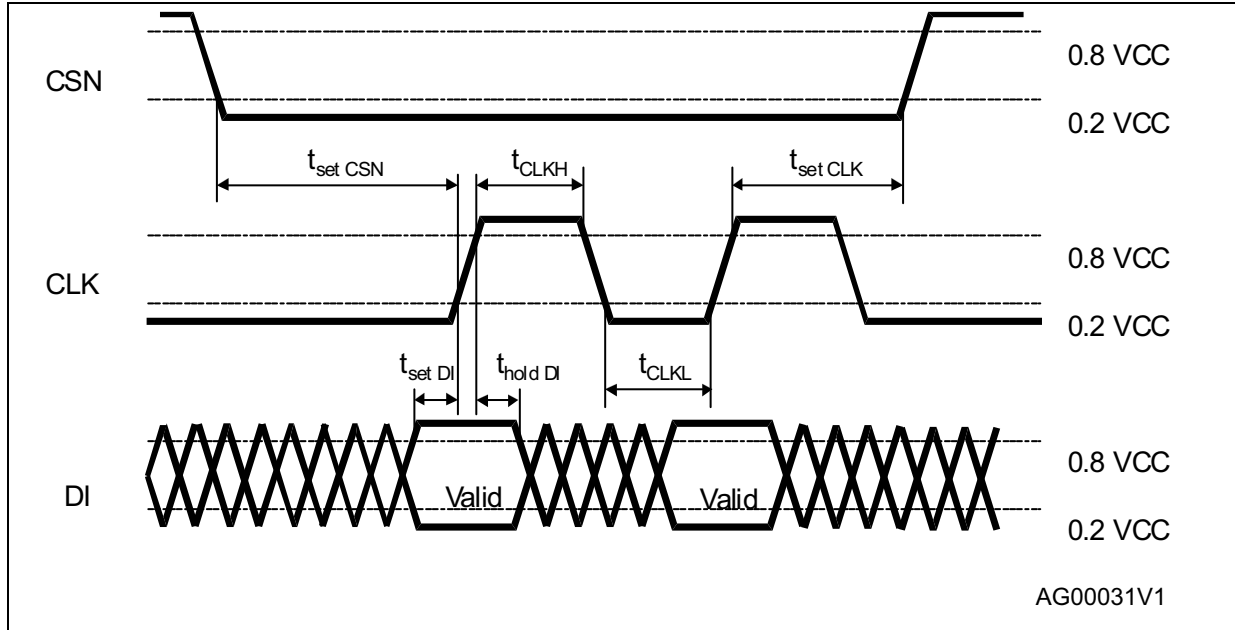 0.8 VCC
CSN
0.2 VCC
tset CSN
tCLKH
tset CLK
0.8 VCC
CLK
0.2 VCC
tset DI
thold DI
tCLKL
0.8 VCC
DI
Valid
Valid
0.2 VCC
AG00031V1